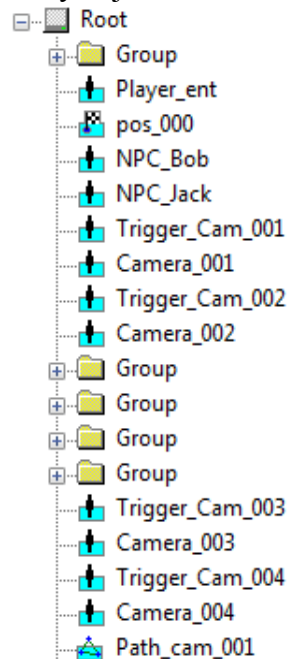 Root
Group
Player_ent
pos_000
NPC_Bob
NPC_Jack
Trigger_Cam_001
Camera_001
Trigger_Cam_002
Camera_002
Group
Group
Group
Group
Trigger_Cam_003
Camera_003
Trigger_Cam_004
Camera_004
Path_cam_001